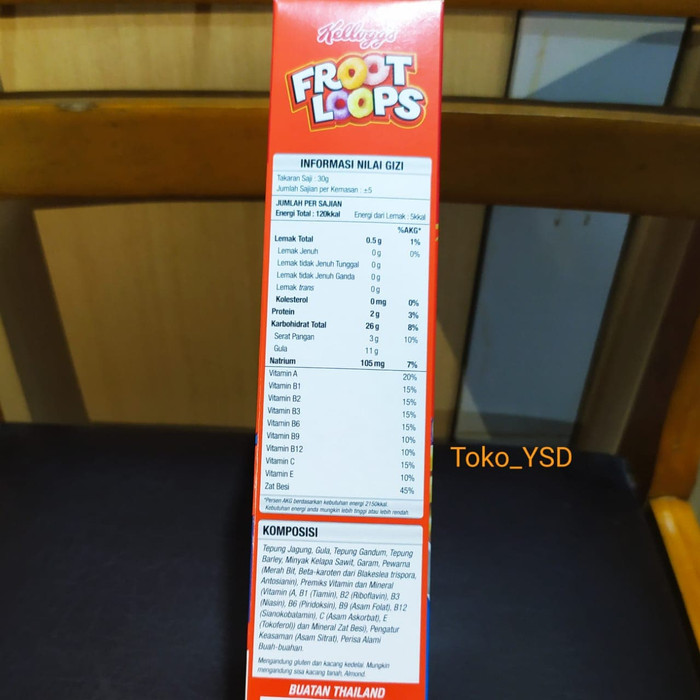 Kellogg's
FROOT
LOOPS
INFORMASI NILAI GIZI
Takaran Saji : 30g
Jumlah Sajian per Kemasan : ±5
JUMLAH PER SAJIAN
Energi Total : 120kkal Energi dari Lemak : 5kkal
%AKG*
Lemak Total 0.5 g 1%
Lemak Jenuh 0 g 0%
Lemak tidak Jenuh Tunggal 0 g
Lemak tidak Jenuh Ganda 0 g
Lemak trans 0 g
Kolesterol 0 mg 0%
Protein 2 g 3%
Karbohidrat Total 26 g 8%
Serat Pangan 3 g 10%
Gula 11 g
Natrium 105 mg 7%
Vitamin A 20%
Vitamin B1 15%
Vitamin B2 15%
Vitamin B3 15%
Vitamin B6 15%
Vitamin B9 10%
Vitamin B12 10%
Vitamin C 15%
Vitamin E 10%
Zat Besi 45%
*Persen AKG berdasarkan kebutuhan energi 2150kkal.
Kebutuhan energi anda mungkin lebih tinggi atau lebih rendah.
Toko_YSD
KOMPOSISI
Tepung Jagung, Gula, Tepung Gandum, Tepung
Barley, Minyak Kelapa Sawit, Garam, Pewarna
(Merah Bit, Beta-karoten dari Blakeslea trispora,
Antosianin), Premiks Vitamin dan Mineral
(Vitamin (A, B1 (Tiamin), B2 (Riboflavin), B3
(Niasin), B6 (Piridoksin), B9 (Asam Folat), B12
(Sianokobalamin), C (Asam Askorbat), E
(Tokoferol)) dan Mineral Zat Besi), Pengatur
Keasaman (Asam Sitrat), Perisa Alami
Buah-buahan.
Mengandung gluten dan kacang kedelai. Mungkin
mengandung sisa kacang tanah, Almond.
BUATAN THAILAND